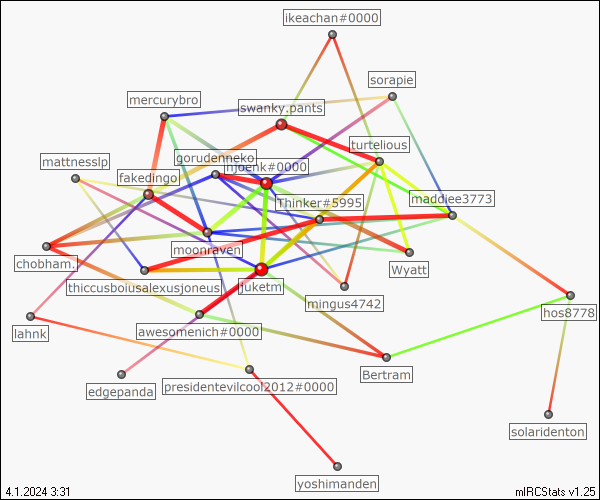 ikeachan#0000
sorapie
mercurybro
swanky.pants
turtelious
gorudenneko
mattnesslp
njoenk#0000
fakedingo
maddiee3773
Thinker#5995
moonraven
chobham.
Wyatt
thiccusboiusalexusjoneus
Juketm
mingus4742
hos8778
lahnk
awesomenich#0000
Bertram
presidentevilcool2012#0000
edgepanda
solaridenton
yoshimanden
4.1.2024 3:31
mIRCStats v1.25